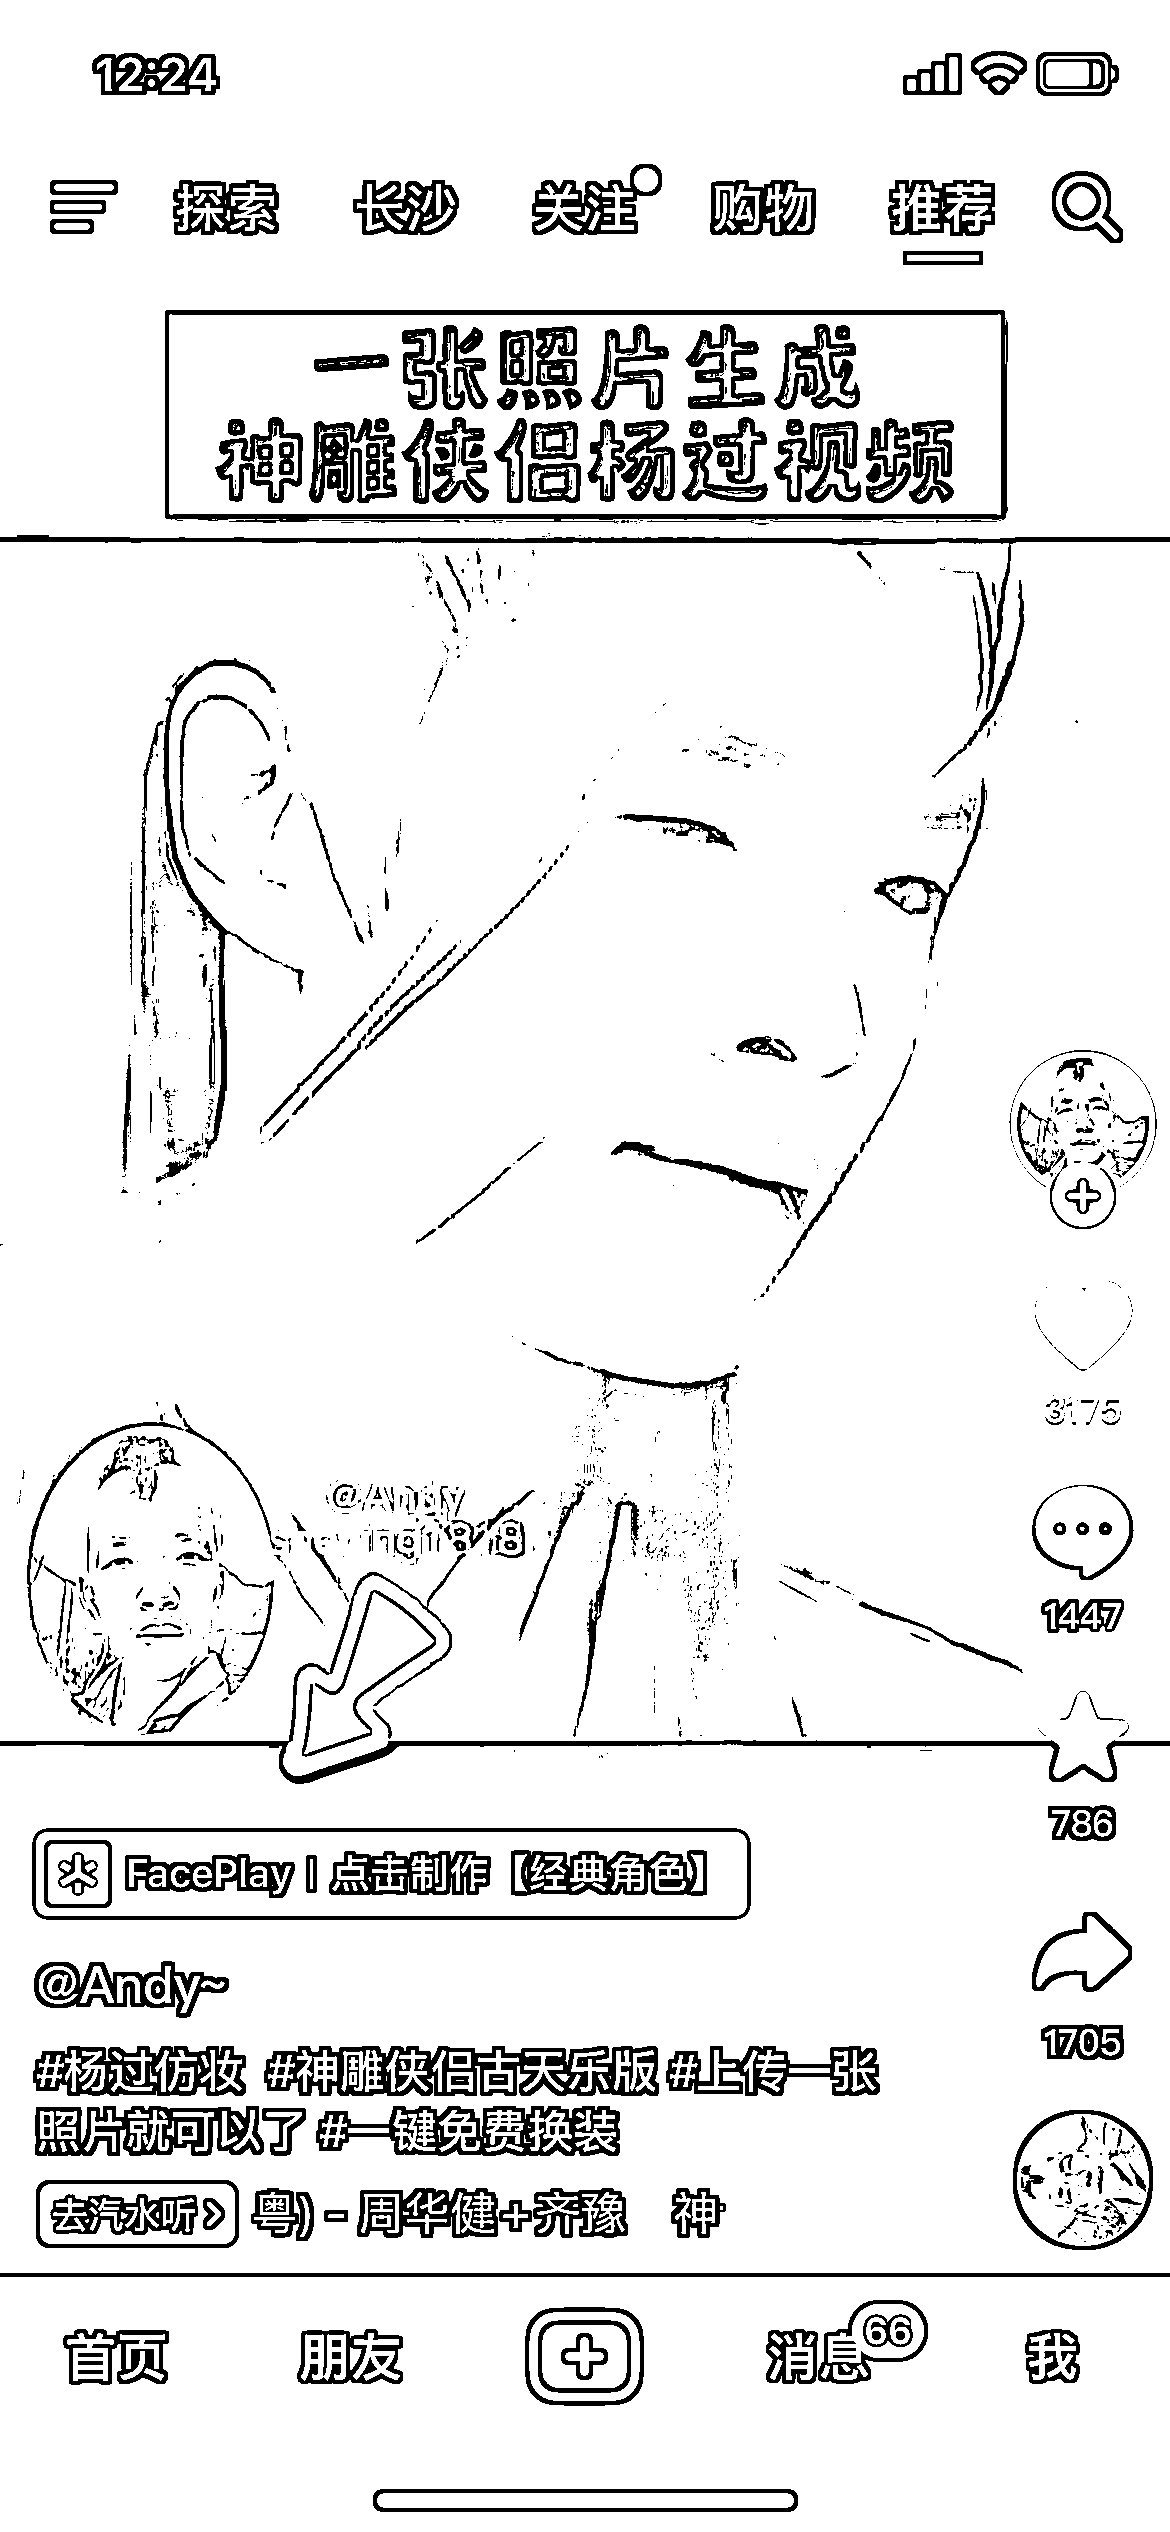 12:24
探索 长沙 关注 购物 推荐
一张照片生成
神雕侠侣杨过视频
3175
@Andy
1447
786
FacePlay | 点击制作【经典角色】
@Andy~
1705
#杨过仿妆 #神雕侠侣古天乐版 #上传一张
照片就可以了 #一键免费换装
去汽水听 > 粤) - 周华健+齐豫 神
首页 朋友 消息 66 我